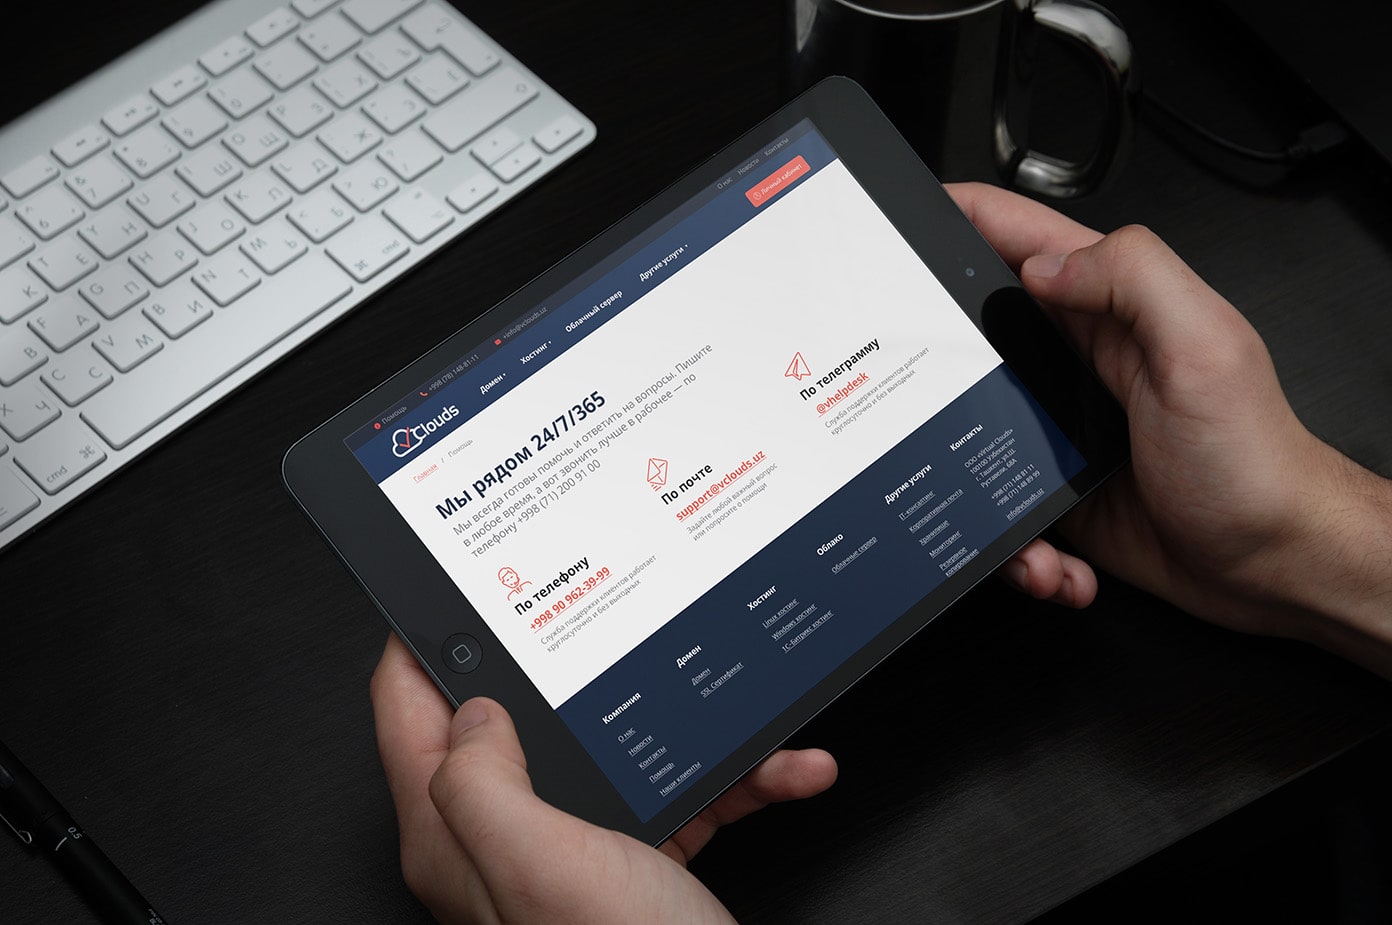 Помощь
+998 (78) 148-81-11
+info@vclouds.uz
О нас
Новости
Контакты
VClouds
Домен
Хостинг
Облачный сервер
Другие услуги
Личный кабинет
Главная / Помощь
Мы рядом 24/7/365
Мы всегда готовы помочь и ответить на вопросы. Пишите
в любое время, а вот звонить лучше в рабочее — по
телефону +998 (71) 200 91 00
По телефону
+998 90 962-39-99
Служба поддержки клиентов работает
круглосуточно и без выходных
По почте
support@vclouds.uz
Задайте любой важный вопрос
или попросите о помощи
По телеграмму
@vhelpdesk
Служба поддержки клиентов работает
круглосуточно и без выходных
Компания
О нас
Новости
Контакты
Помощь
Наши клиенты
Домен
Домен
SSL Сертификат
Хостинг
Linux хостинг
Windows хостинг
1С-Битрикс хостинг
Облако
Облачные сервер
Другие услуги
IT-консалтинг
Корпоративная почта
Хранилище
Мониторинг
Резервное
копирование
Контакты
ООО «Virtual Clouds»
100100 Узбекистан
г. Ташкент, ул.Ш.
Руставели, 68А
+998 (71) 148 81 11
+998 (71) 148 89 99
info@vclouds.uz
cmd
cmd
0.5